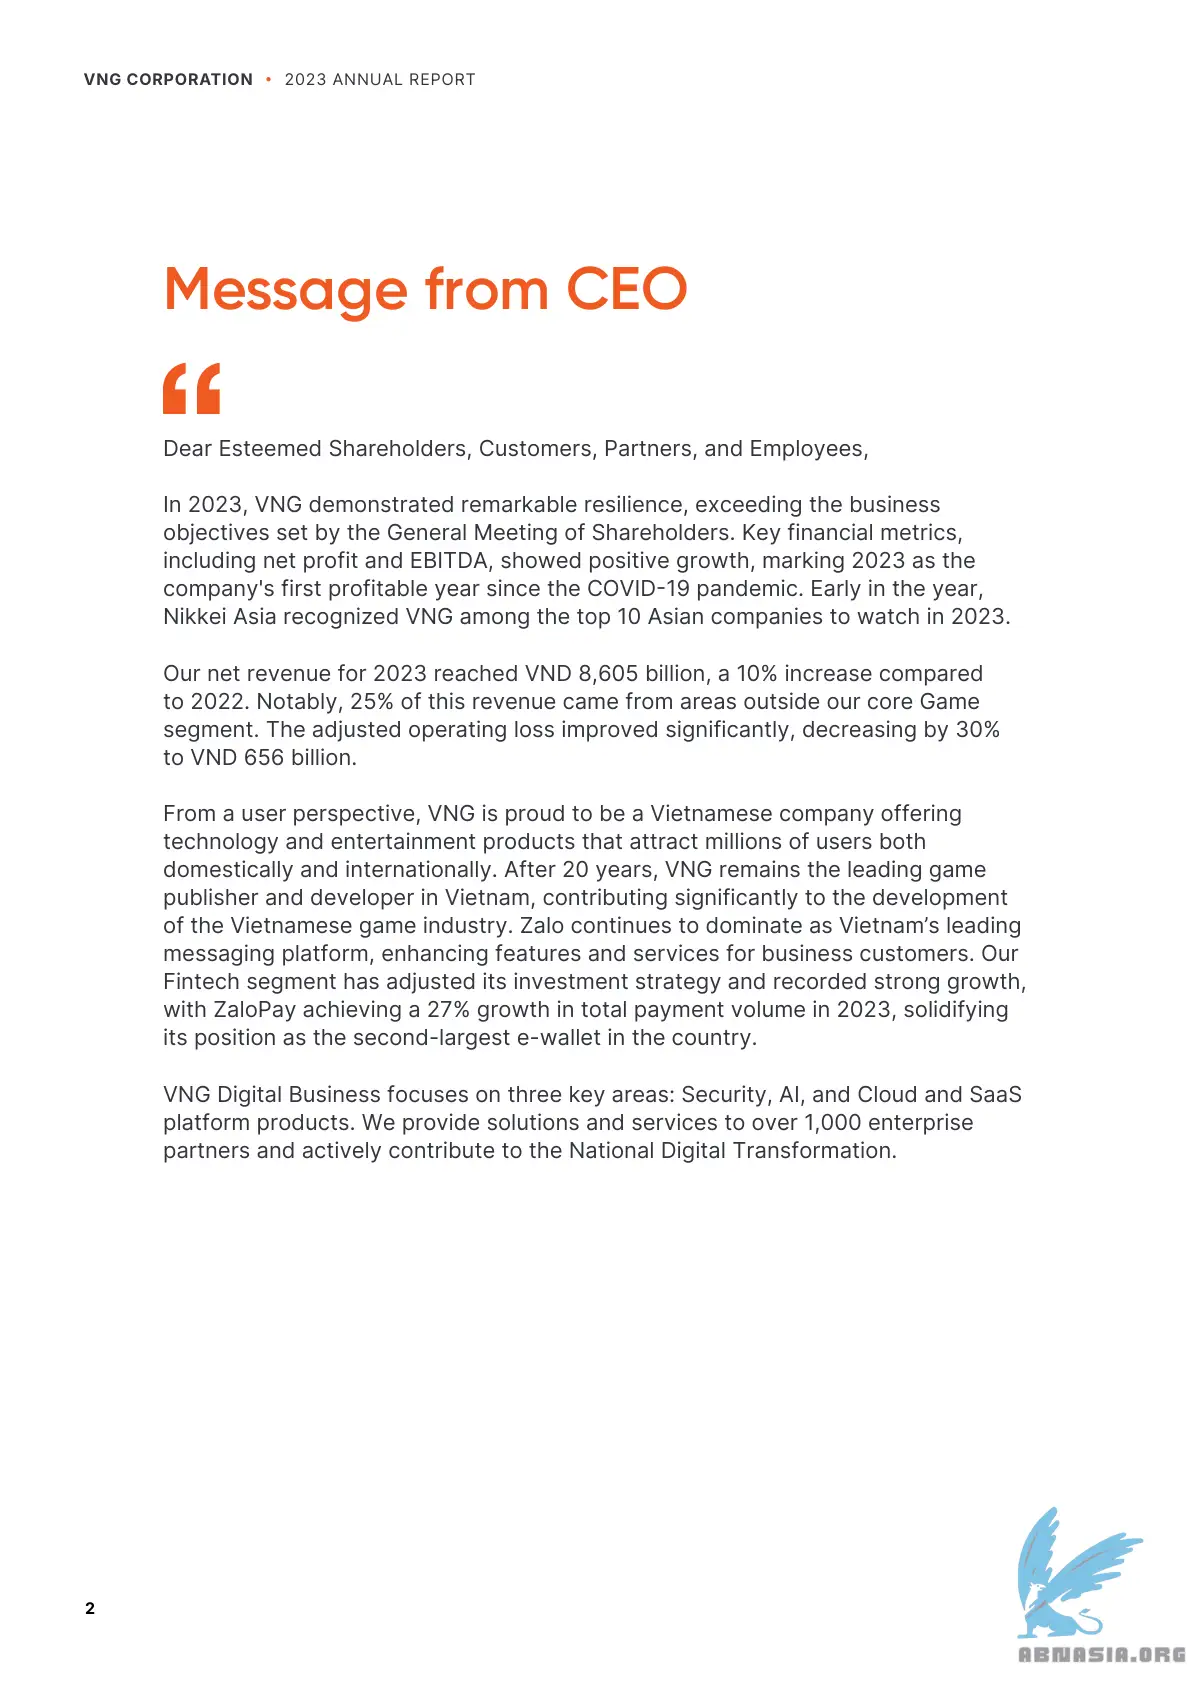 VNG CORPORATION • 2023 ANNUAL REPORT
Message from CEO
“
Dear Esteemed Shareholders, Customers, Partners, and Employees,
In 2023, VNG demonstrated remarkable resilience, exceeding the business
objectives set by the General Meeting of Shareholders. Key financial metrics,
including net profit and EBITDA, showed positive growth, marking 2023 as the
company's first profitable year since the COVID-19 pandemic. Early in the year,
Nikkei Asia recognized VNG among the top 10 Asian companies to watch in 2023.
Our net revenue for 2023 reached VND 8,605 billion, a 10% increase compared
to 2022. Notably, 25% of this revenue came from areas outside our core Game
segment. The adjusted operating loss improved significantly, decreasing by 30%
to VND 656 billion.
From a user perspective, VNG is proud to be a Vietnamese company offering
technology and entertainment products that attract millions of users both
domestically and internationally. After 20 years, VNG remains the leading game
publisher and developer in Vietnam, contributing significantly to the development
of the Vietnamese game industry. Zalo continues to dominate as Vietnam’s leading
messaging platform, enhancing features and services for business customers. Our
Fintech segment has adjusted its investment strategy and recorded strong growth,
with ZaloPay achieving a 27% growth in total payment volume in 2023, solidifying
its position as the second-largest e-wallet in the country.
VNG Digital Business focuses on three key areas: Security, AI, and Cloud and SaaS
platform products. We provide solutions and services to over 1,000 enterprise
partners and actively contribute to the National Digital Transformation.
2
ABNASIA.ORG